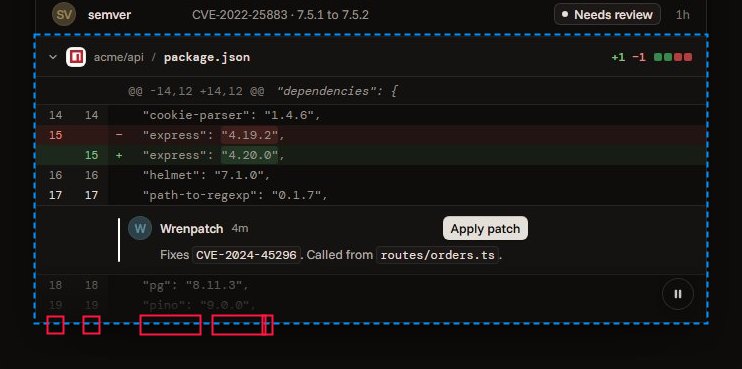 SV semver CVE-2022-25883 · 7.5.1 to 7.5.2 Needs review 1h
acme/api / package.json +1 −1
@@ -14,12 +14,12 @@ "dependencies": {
14 14 "cookie-parser": "1.4.6",
15 − "express": "4.19.2",
15 + "express": "4.20.0",
16 16 "helmet": "7.1.0",
17 17 "path-to-regexp": "0.1.7",
W Wrenpatch 4m Apply patch
Fixes CVE-2024-45296. Called from routes/orders.ts.
18 18 "pg": "8.11.3",
19 19 "pino": "9.0.0",